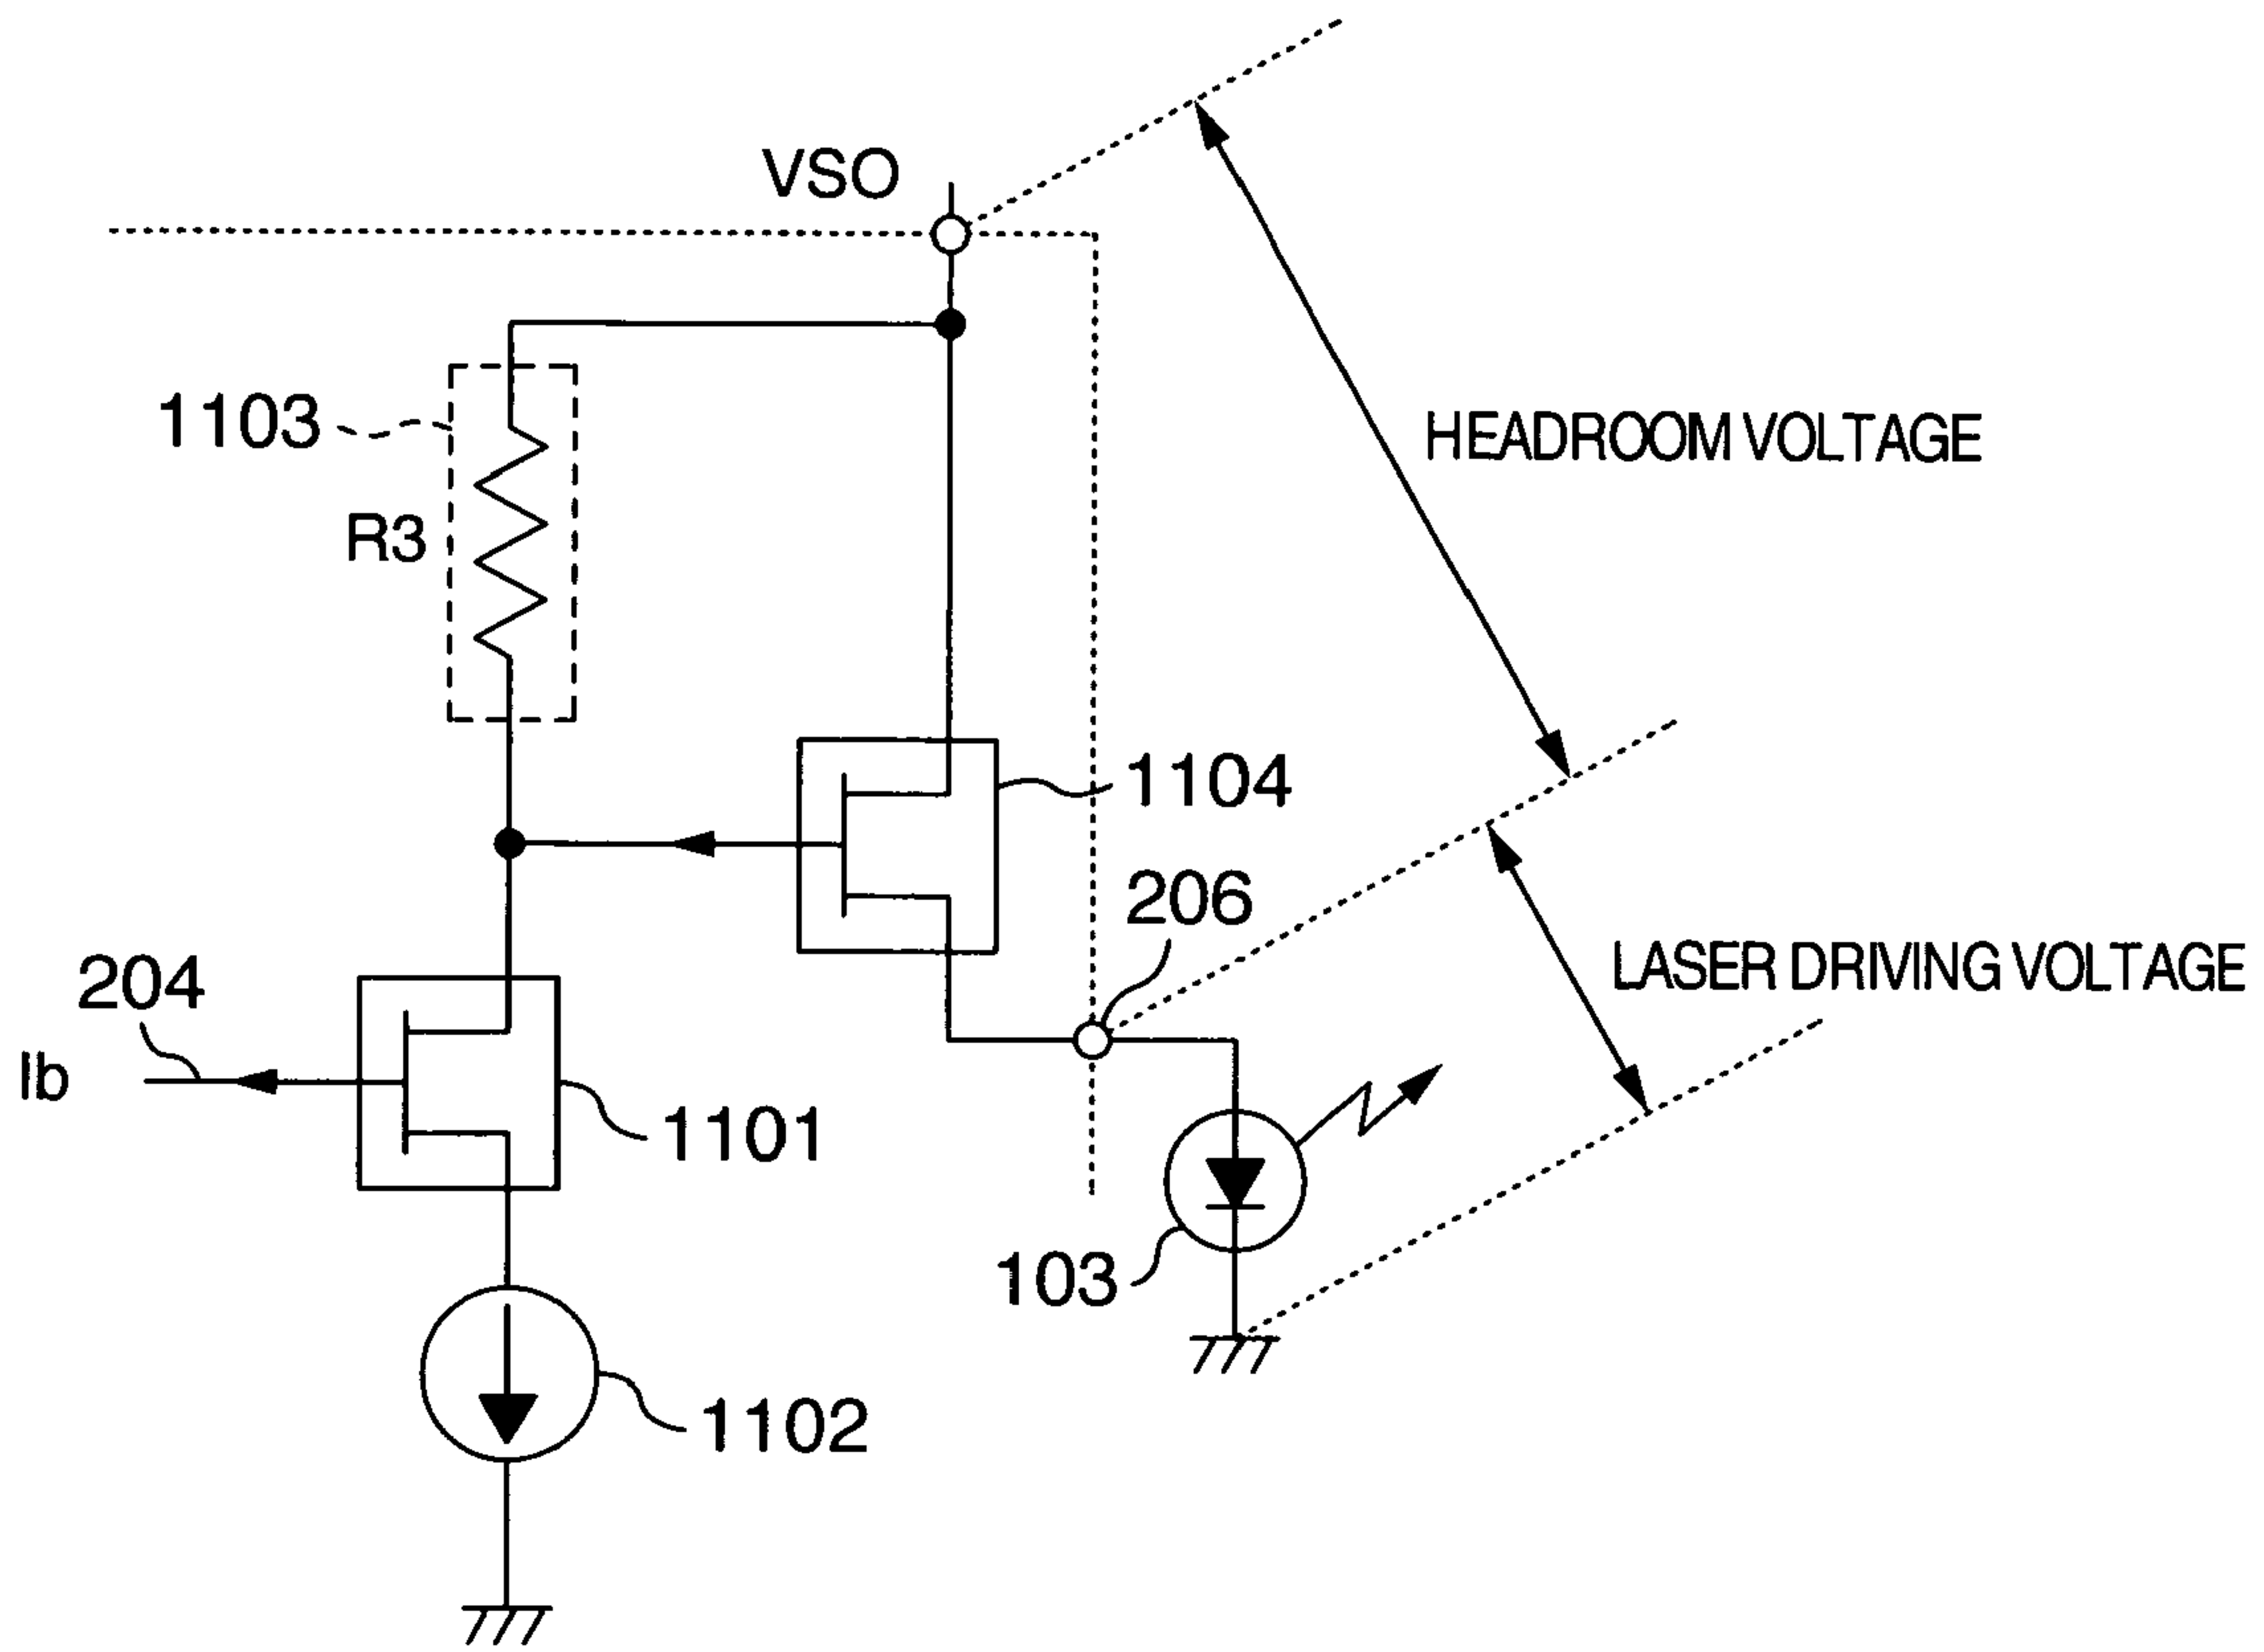 VSO
1103
HEADROOM VOLTAGE
R3
1104
206
204
LASER DRIVING VOLTAGE
Ib
1101
103
1102